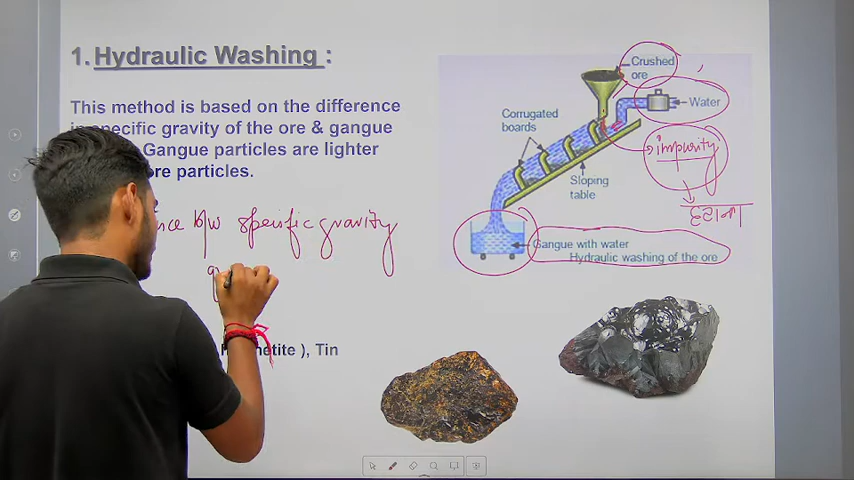 1. Hydraulic Washing :
This method is based on the difference
specific gravity of the ore & gangue
Gangue particles are lighter
ore particles.
b/w specific gravity
), Tin
Crushed
ore
Water
Corrugated
boards
impurity
Sloping
table
Gangue with water
Hydraulic washing of the ore